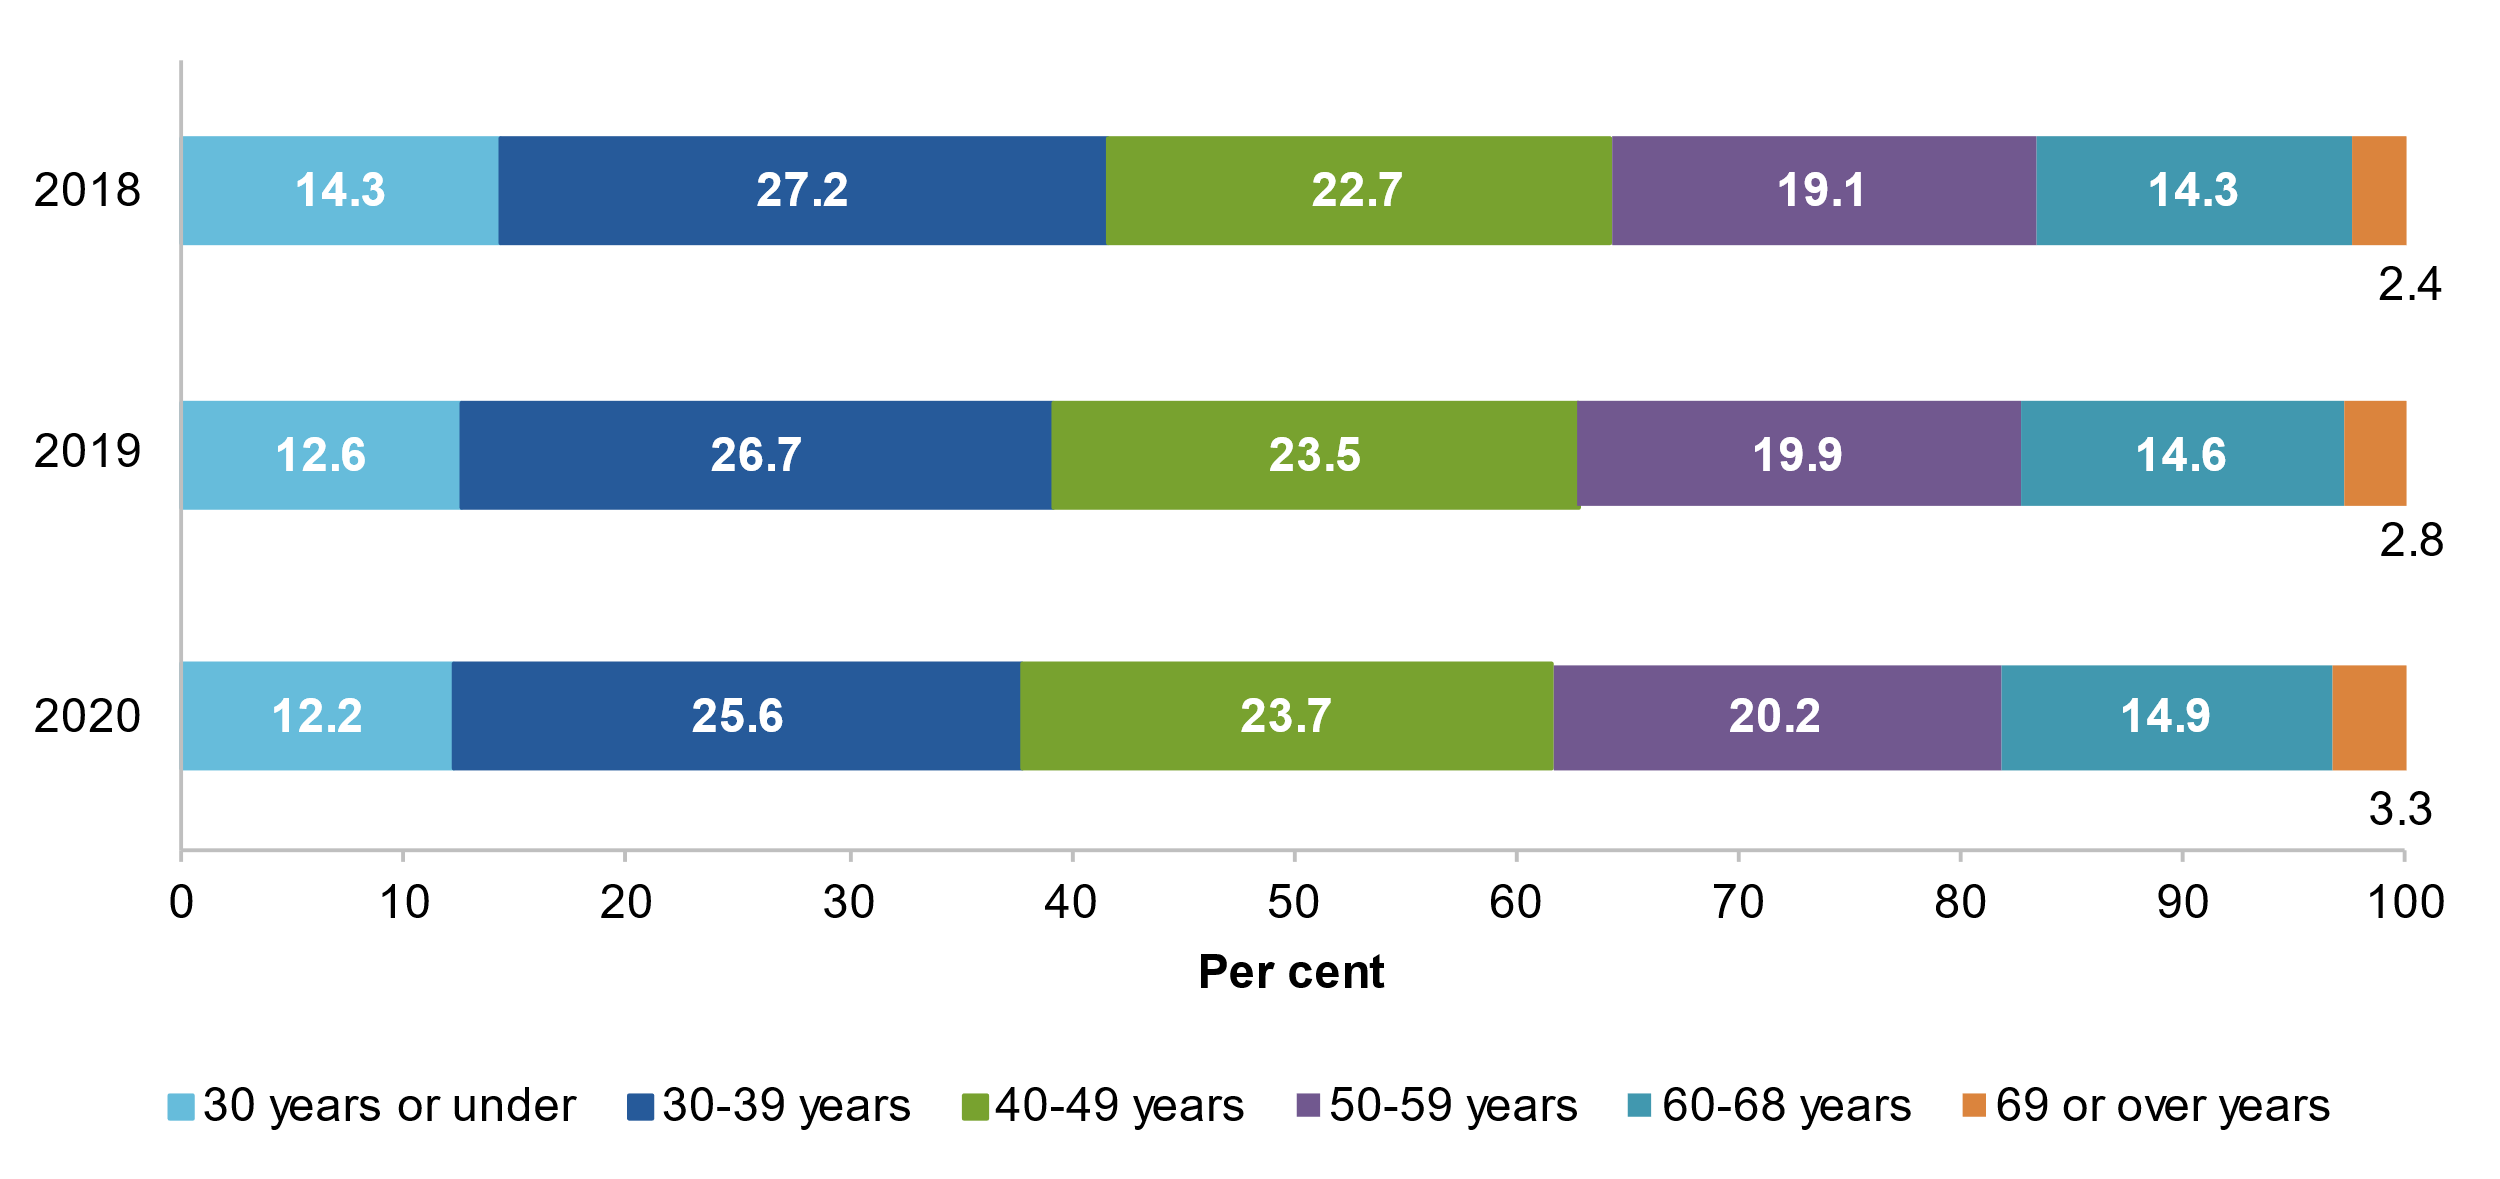 2018 14.3 27.2 22.7 19.1 14.3
2.4
2019 12.6 26.7 23.5 19.9 14.6
2.8
2020 12.2 25.6 23.7 20.2 14.9
3.3
0 10 20 30 40 50 60 70 80 90 100
Per cent
30 years or under 30-39 years 40-49 years 50-59 years 60-68 years 69 or over years